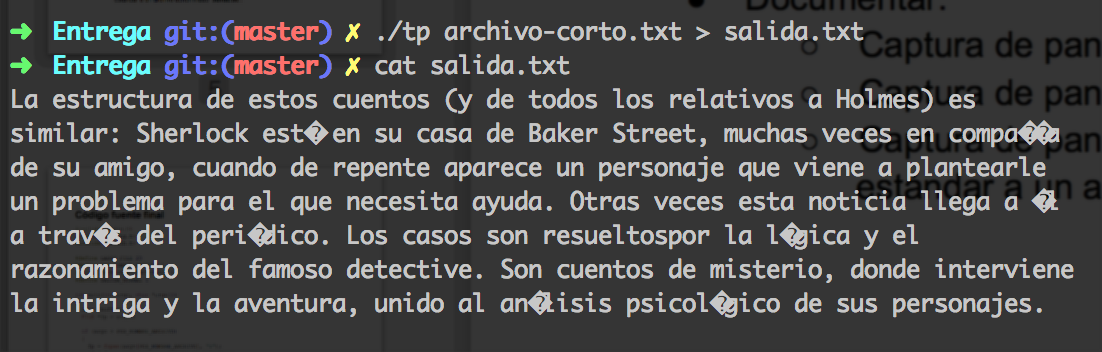 Documentar:
➜ Entrega git:(master) ✗ ./tp archivo-corto.txt > salida.txt
Captura de pan
➜ Entrega git:(master) ✗ cat salida.txt
La estructura de estos cuentos (y de todos los relativos a Holmes) es
Captura de pan
similar: Sherlock est� en su casa de Baker Street, muchas veces en compa��a
Captura de pan
de su amigo, cuando de repente aparece un personaje que viene a plantearle
estándar a un a
un problema para el que necesita ayuda. Otras veces esta noticia llega a �l
Código fuente final
a trav�s del peri�dico. Los casos son resueltospor la l�gica y el
razonamiento del famoso detective. Son cuentos de misterio, donde interviene
la intriga y la aventura, unido al an�lisis psicol�gico de sus personajes.